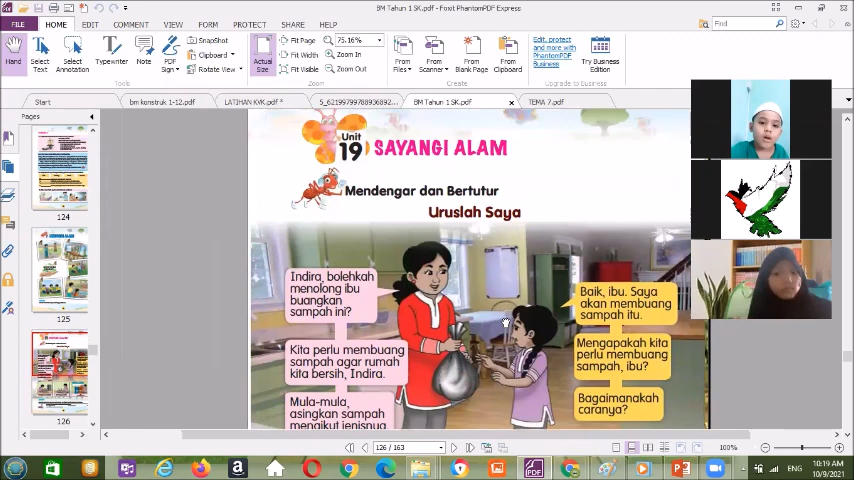 BM Tahun 1 SK.pdf - Foxit PhantomPDF Express
FILE
HOME
EDIT
COMMENT
VIEW
FORM
PROTECT
SHARE
HELP
Find
Hand
Select
Text
Select
Annotation
Typewriter
Note
PDF
Sign
SnapShot
Clipboard
Rotate View
Tools
Actual
Size
Fit Page
Fit Width
Fit Visible
75.16%
Zoom In
Zoom Out
View
From
Files
From
Scanner
From
Blank Page
From
Clipboard
Create
Edit, protect
and more with
PhantomPDF
Business
Try Business
Edition
Upgrade to Business
Start
bm konstruk 1-12.pdf
LATIHAN KVK.pdf *
5_62199799788936892...
BM Tahun 1 SK.pdf
TEMA 7.pdf
Pages
124
125
126
Unit
19
SAYANGI ALAM
Mendengar dan Bertutur
Uruslah Saya
Indira, bolehkah
menolong ibu
buangkan
sampah ini?
Kita perlu membuang
sampah agar rumah
kita bersih, Indira.
Mula-mula,
asingkan sampah
mengikut jenisnya
Baik, ibu. Saya
akan membuang
sampah itu.
Mengapakah kita
perlu membuang
sampah, ibu?
Bagaimanakah
caranya?
126 / 163
100%
ENG
10:19 AM
10/9/2021